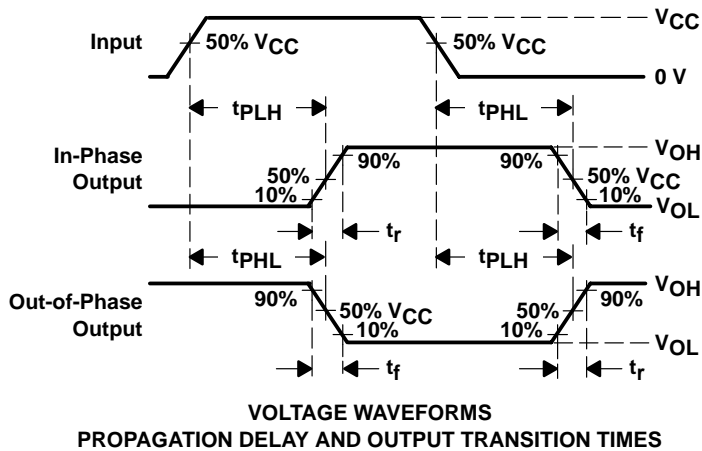 VCC
Input
50% VCC
50% VCC
0 V
tPLH
tPHL
In-Phase
Output
VOH
90%
90%
50%
50% VCC
10%
10%
VOL
tr
tf
tPHL
tPLH
Out-of-Phase
Output
VOH
90%
90%
50% VCC
50%
10%
10%
VOL
tf
tr
VOLTAGE WAVEFORMS
PROPAGATION DELAY AND OUTPUT TRANSITION TIMES